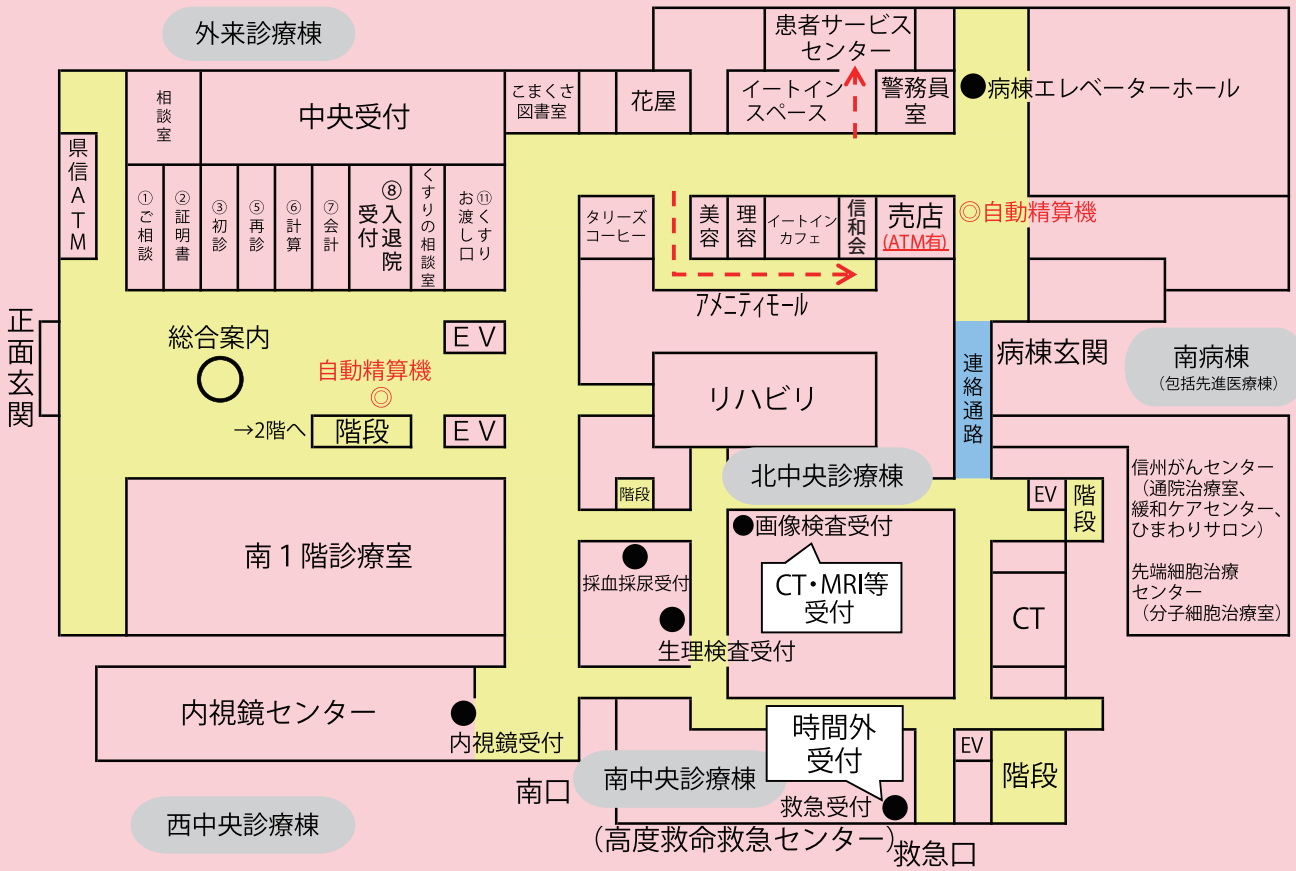 外来診療棟
患者サービス
センター
相談室
中央受付
こまくさ
図書室
花屋
イートイン
スペース
警務員
室
病棟エレベーターホール
県信ATM
①ご相談
②証明書
③初診
⑤再診
⑥計算
⑦会計
⑧入退院
受付
くすりの相談室
⑪くすり
お渡し口
タリーズ
コーヒー
美容
理容
イートイン
カフェ
信和会
売店
(ATM有)
◎自動精算機
アメニティモール
正面玄関
総合案内
自動精算機
◎
→2階へ
階段
EV
EV
リハビリ
連絡通路
病棟玄関
南病棟
(包括先進医療棟)
北中央診療棟
階段
EV
階段
信州がんセンター
(通院治療室、
緩和ケアセンター、
ひまわりサロン)
先端細胞治療
センター
(分子細胞治療室)
南1階診療室
採血採尿受付
生理検査受付
画像検査受付
CT・MRI等
受付
CT
内視鏡センター
内視鏡受付
南口
南中央診療棟
時間外
受付
救急受付
EV
階段
西中央診療棟
(高度救命救急センター)
救急口